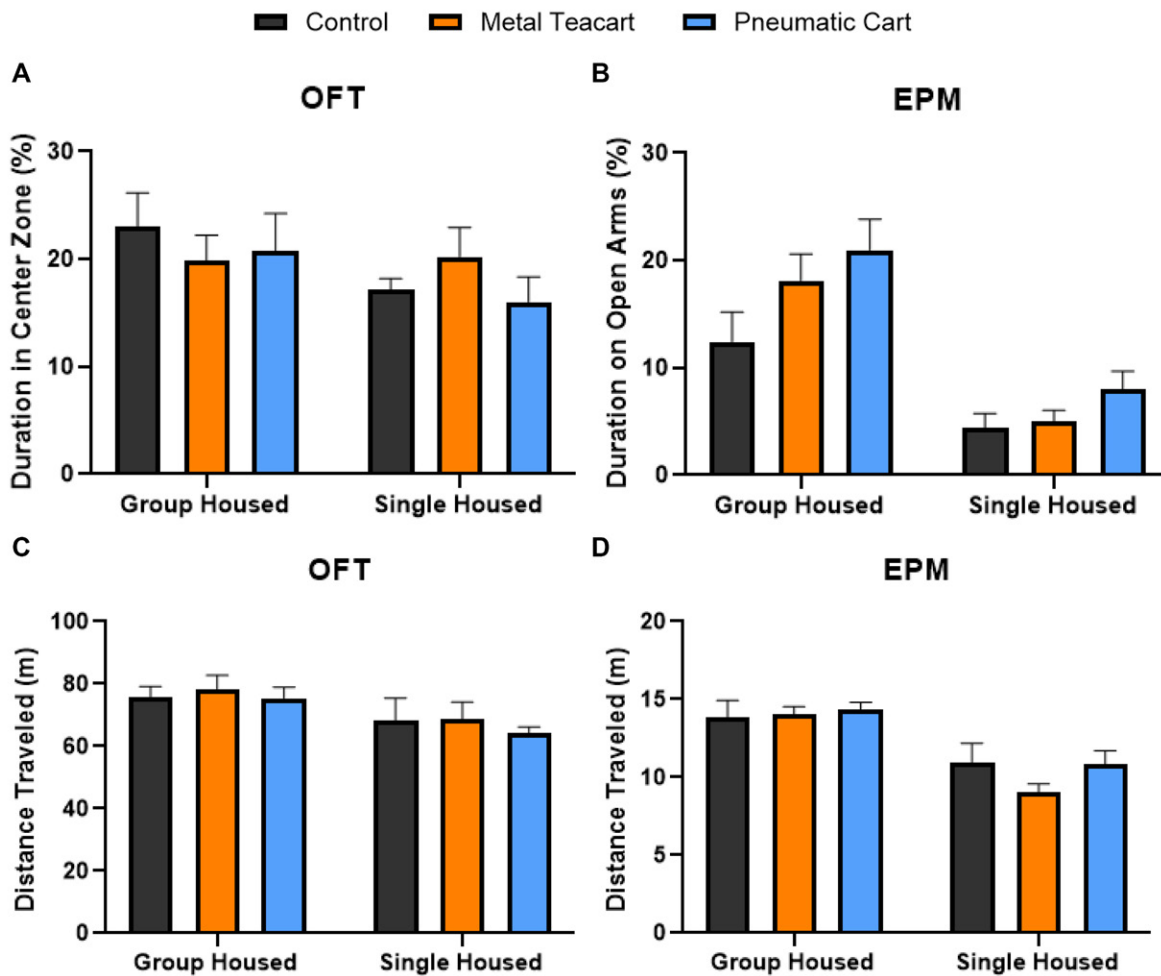 Control Metal Teacart Pneumatic Cart
A
OFT
Duration in Center Zone (%)
30
20
10
0
Group Housed Single Housed
B
EPM
Duration on Open Arms (%)
30
20
10
0
Group Housed Single Housed
C
OFT
Distance Traveled (m)
100
80
60
40
20
0
Group Housed Single Housed
D
EPM
Distance Traveled (m)
20
15
10
5
0
Group Housed Single Housed